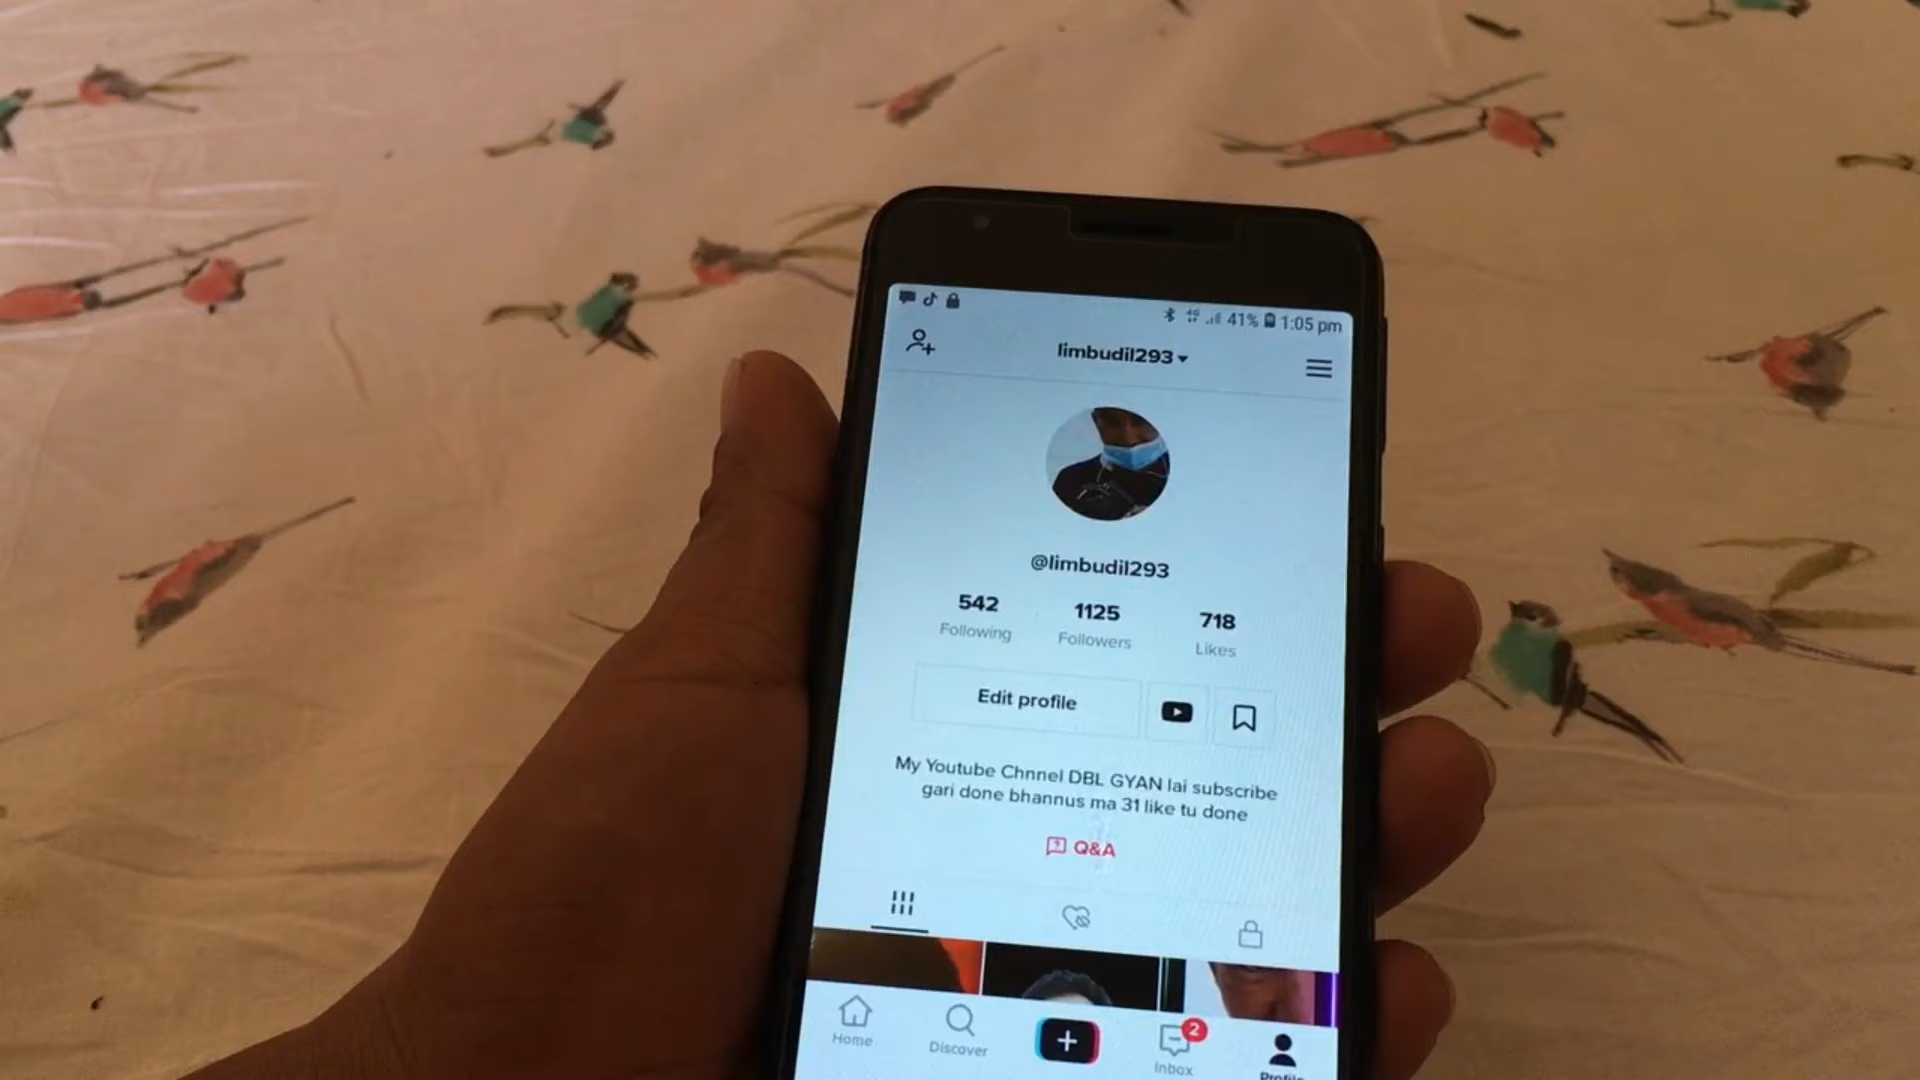 41% 1:05 pm
limbudil293
@limbudil293
542 1125 718
Following Followers Likes
Edit profile
My Youtube Chnnel DBL GYAN lai subscribe
gari done bhannus ma 31 like tu done
Q&A
Home Discover Inbox 2 Profile